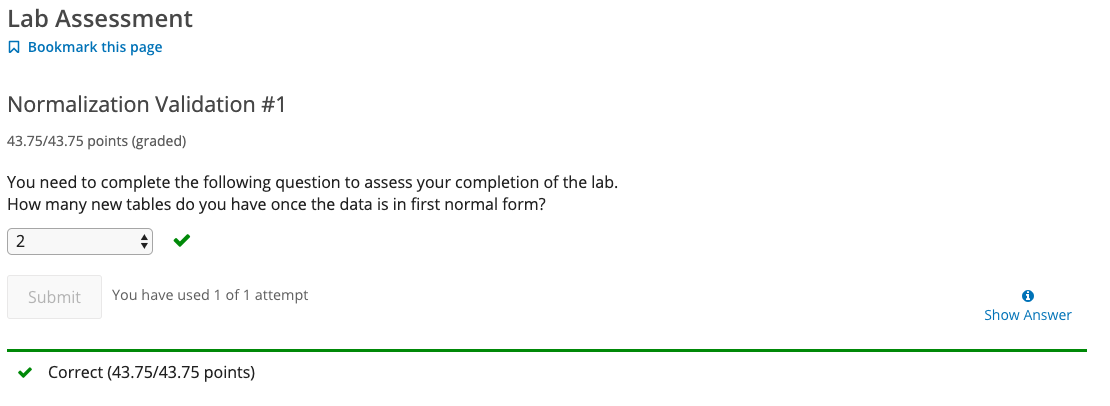 Lab Assessment
Bookmark this page
Normalization Validation #1
43.75/43.75 points (graded)
You need to complete the following question to assess your completion of the lab.
How many new tables do you have once the data is in first normal form?
2
Submit You have used 1 of 1 attempt
Show Answer
Correct (43.75/43.75 points)